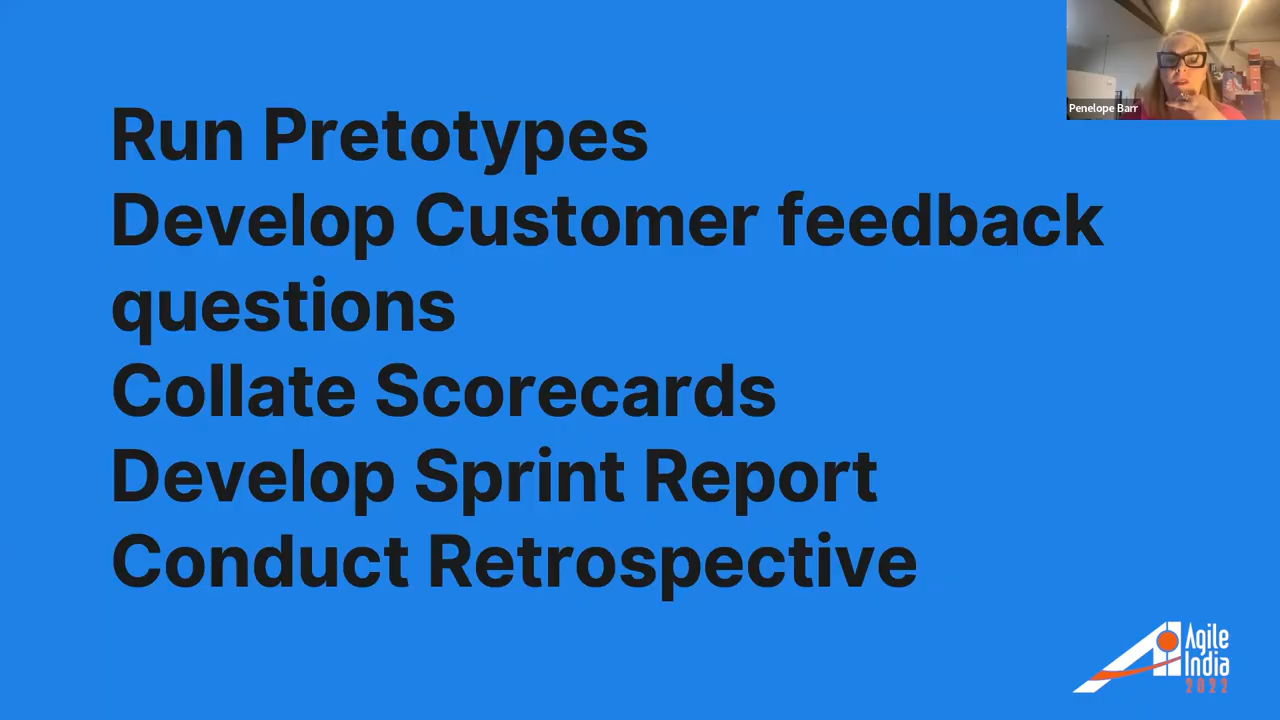 Penelope Barr
Run Pretotypes
Develop Customer feedback
questions
Collate Scorecards
Develop Sprint Report
Conduct Retrospective
Agile
India
2022